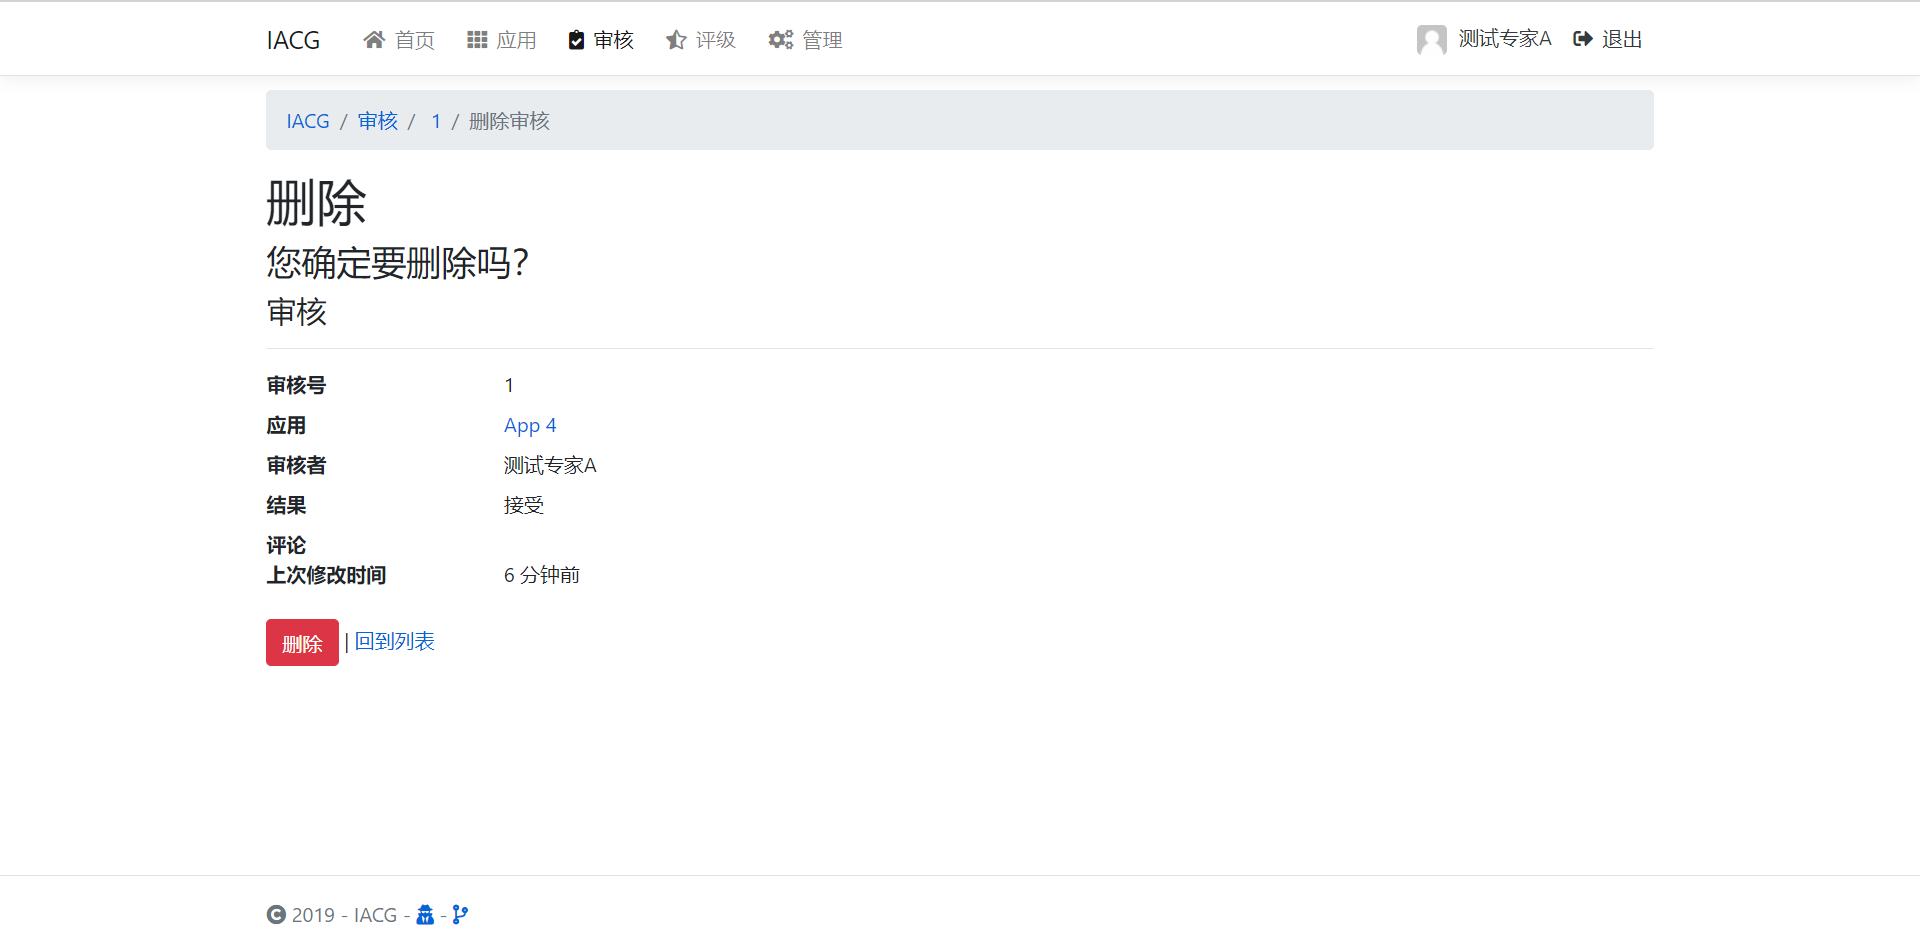 IACG 首页 应用 审核 评级 管理 测试专家A 退出
IACG / 审核 / 1 / 删除审核
删除
您确定要删除吗？
审核
审核号 1
应用 App 4
审核者 测试专家A
结果 接受
评论
上次修改时间 6 分钟前
删除 | 回到列表
© 2019 - IACG - -